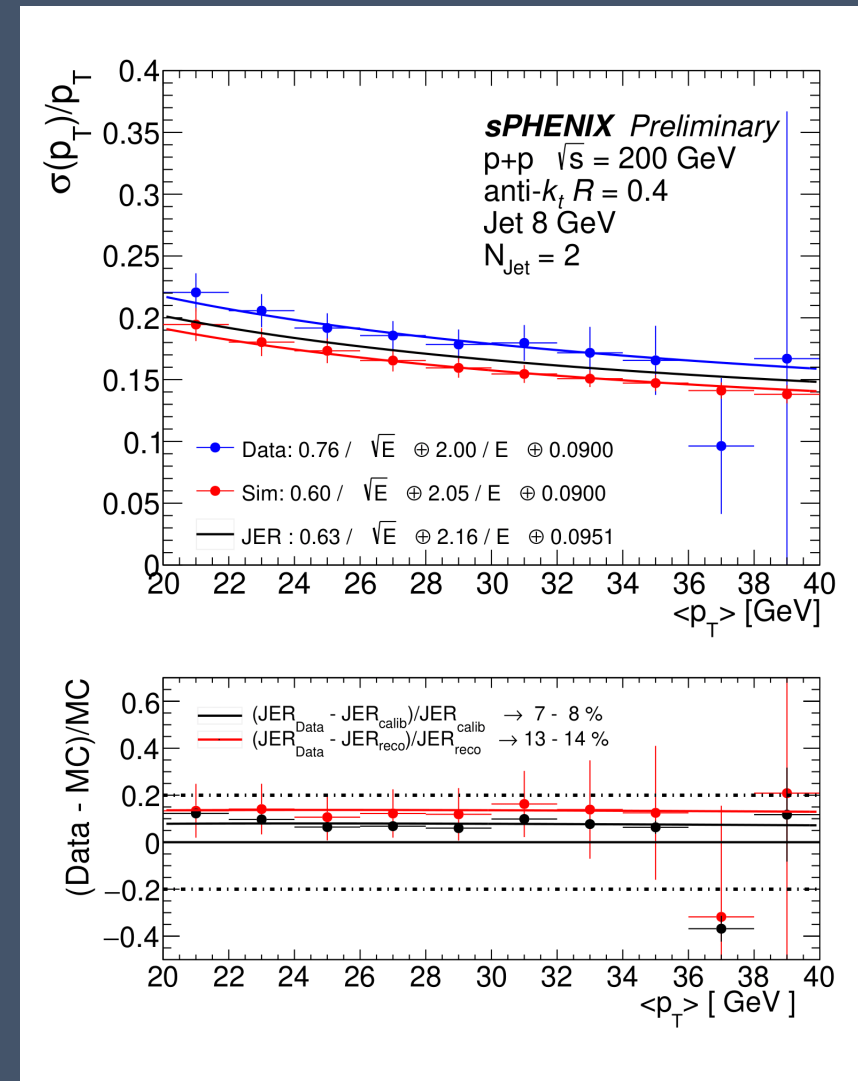 σ(p_T)/p_T
0.4
0.35
0.3
0.25
0.2
0.15
0.1
0.05
0
sPHENIX Preliminary
p+p √s = 200 GeV
anti-k_t R = 0.4
Jet 8 GeV
N_Jet = 2
Data: 0.76 / √E ⊕ 2.00 / E ⊕ 0.0900
Sim: 0.60 / √E ⊕ 2.05 / E ⊕ 0.0900
JER : 0.63 / √E ⊕ 2.16 / E ⊕ 0.0951
20 22 24 26 28 30 32 34 36 38 40
<p_T> [GeV]
(Data - MC)/MC
0.6
0.4
0.2
0
−0.2
−0.4
(JER_Data - JER_calib)/JER_calib → 7 - 8 %
(JER_Data - JER_reco)/JER_reco → 13 - 14 %
20 22 24 26 28 30 32 34 36 38 40
<p_T> [ GeV ]